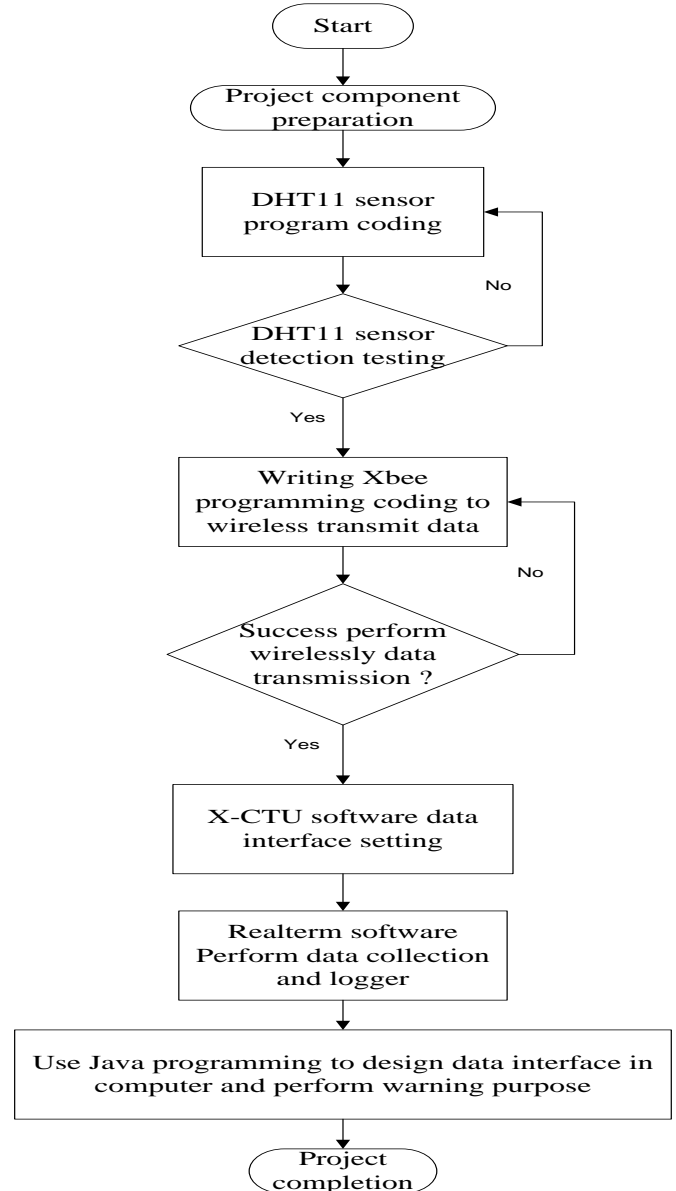 Start
Project component
preparation
DHT11 sensor
program coding
No
DHT11 sensor
detection testing
Yes
Writing Xbee
programming coding to
wireless transmit data
No
Success perform
wirelessly data
transmission ?
Yes
X-CTU software data
interface setting
Realterm software
Perform data collection
and logger
Use Java programming to design data interface in
computer and perform warning purpose
Project
completion